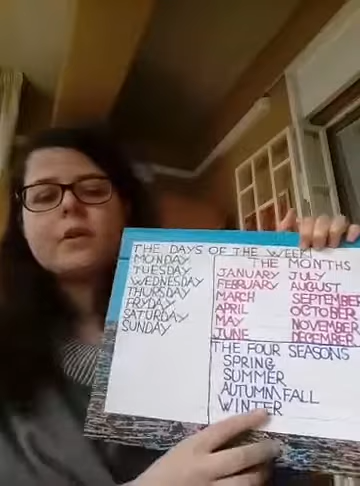 THE DAYS OF THE WEEK
MONDAY
TUESDAY
WEDNESDAY
THURSDAY
FRYDAY
SATURDAY
SUNDAY
THE MONTHS
JANUARY JULY
FEBRUARY AUGUST
MARCH SEPTEMBER
APRIL OCTOBER
MAY NOVEMBER
JUNE DECEMBER
THE FOUR SEASONS
SPRING
SUMMER
AUTUMN FALL
WINTER